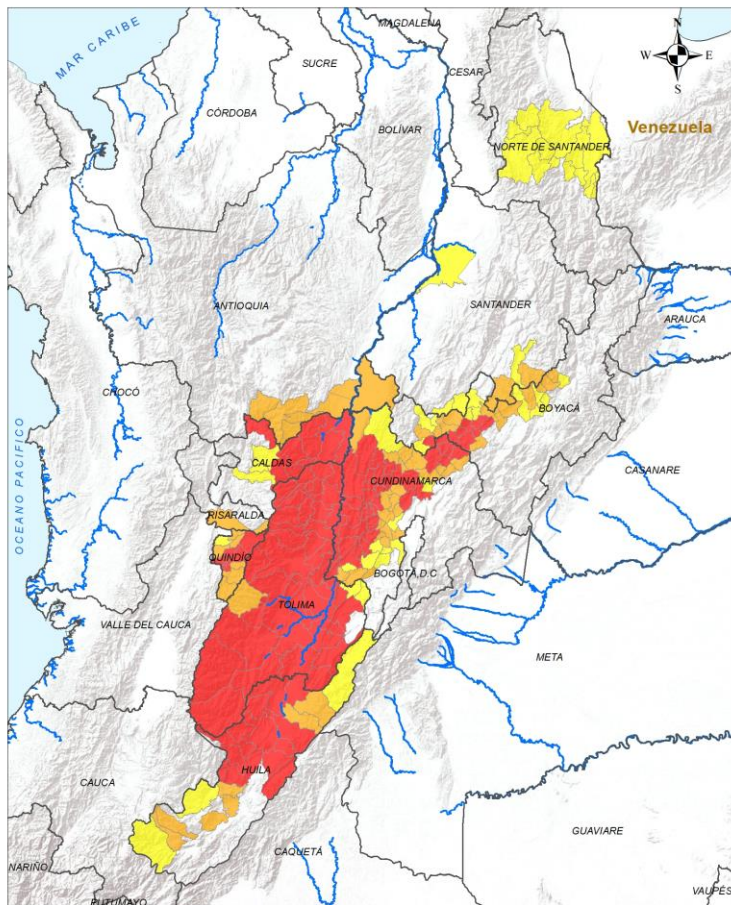 MAGDALENA
N
MAR CARIBE
SUCRE
CESAR
W E
S
CÓRDOBA
BOLÍVAR
Venezuela
NORTE DE SANTANDER
ANTIOQUIA
SANTANDER
ARAUCA
CHOCÓ
BOYACÁ
OCEANO PACIFICO
CALDAS
CUNDINAMARCA
CASANARE
RISARALDA
QUINDÍO
BOGOTÁ, D.C
TOLIMA
VALLE DEL CAUCA
META
HUILA
CAUCA
GUAVIARE
CAQUETÁ
NARIÑO
PUTUMAYO
VAUPÉS